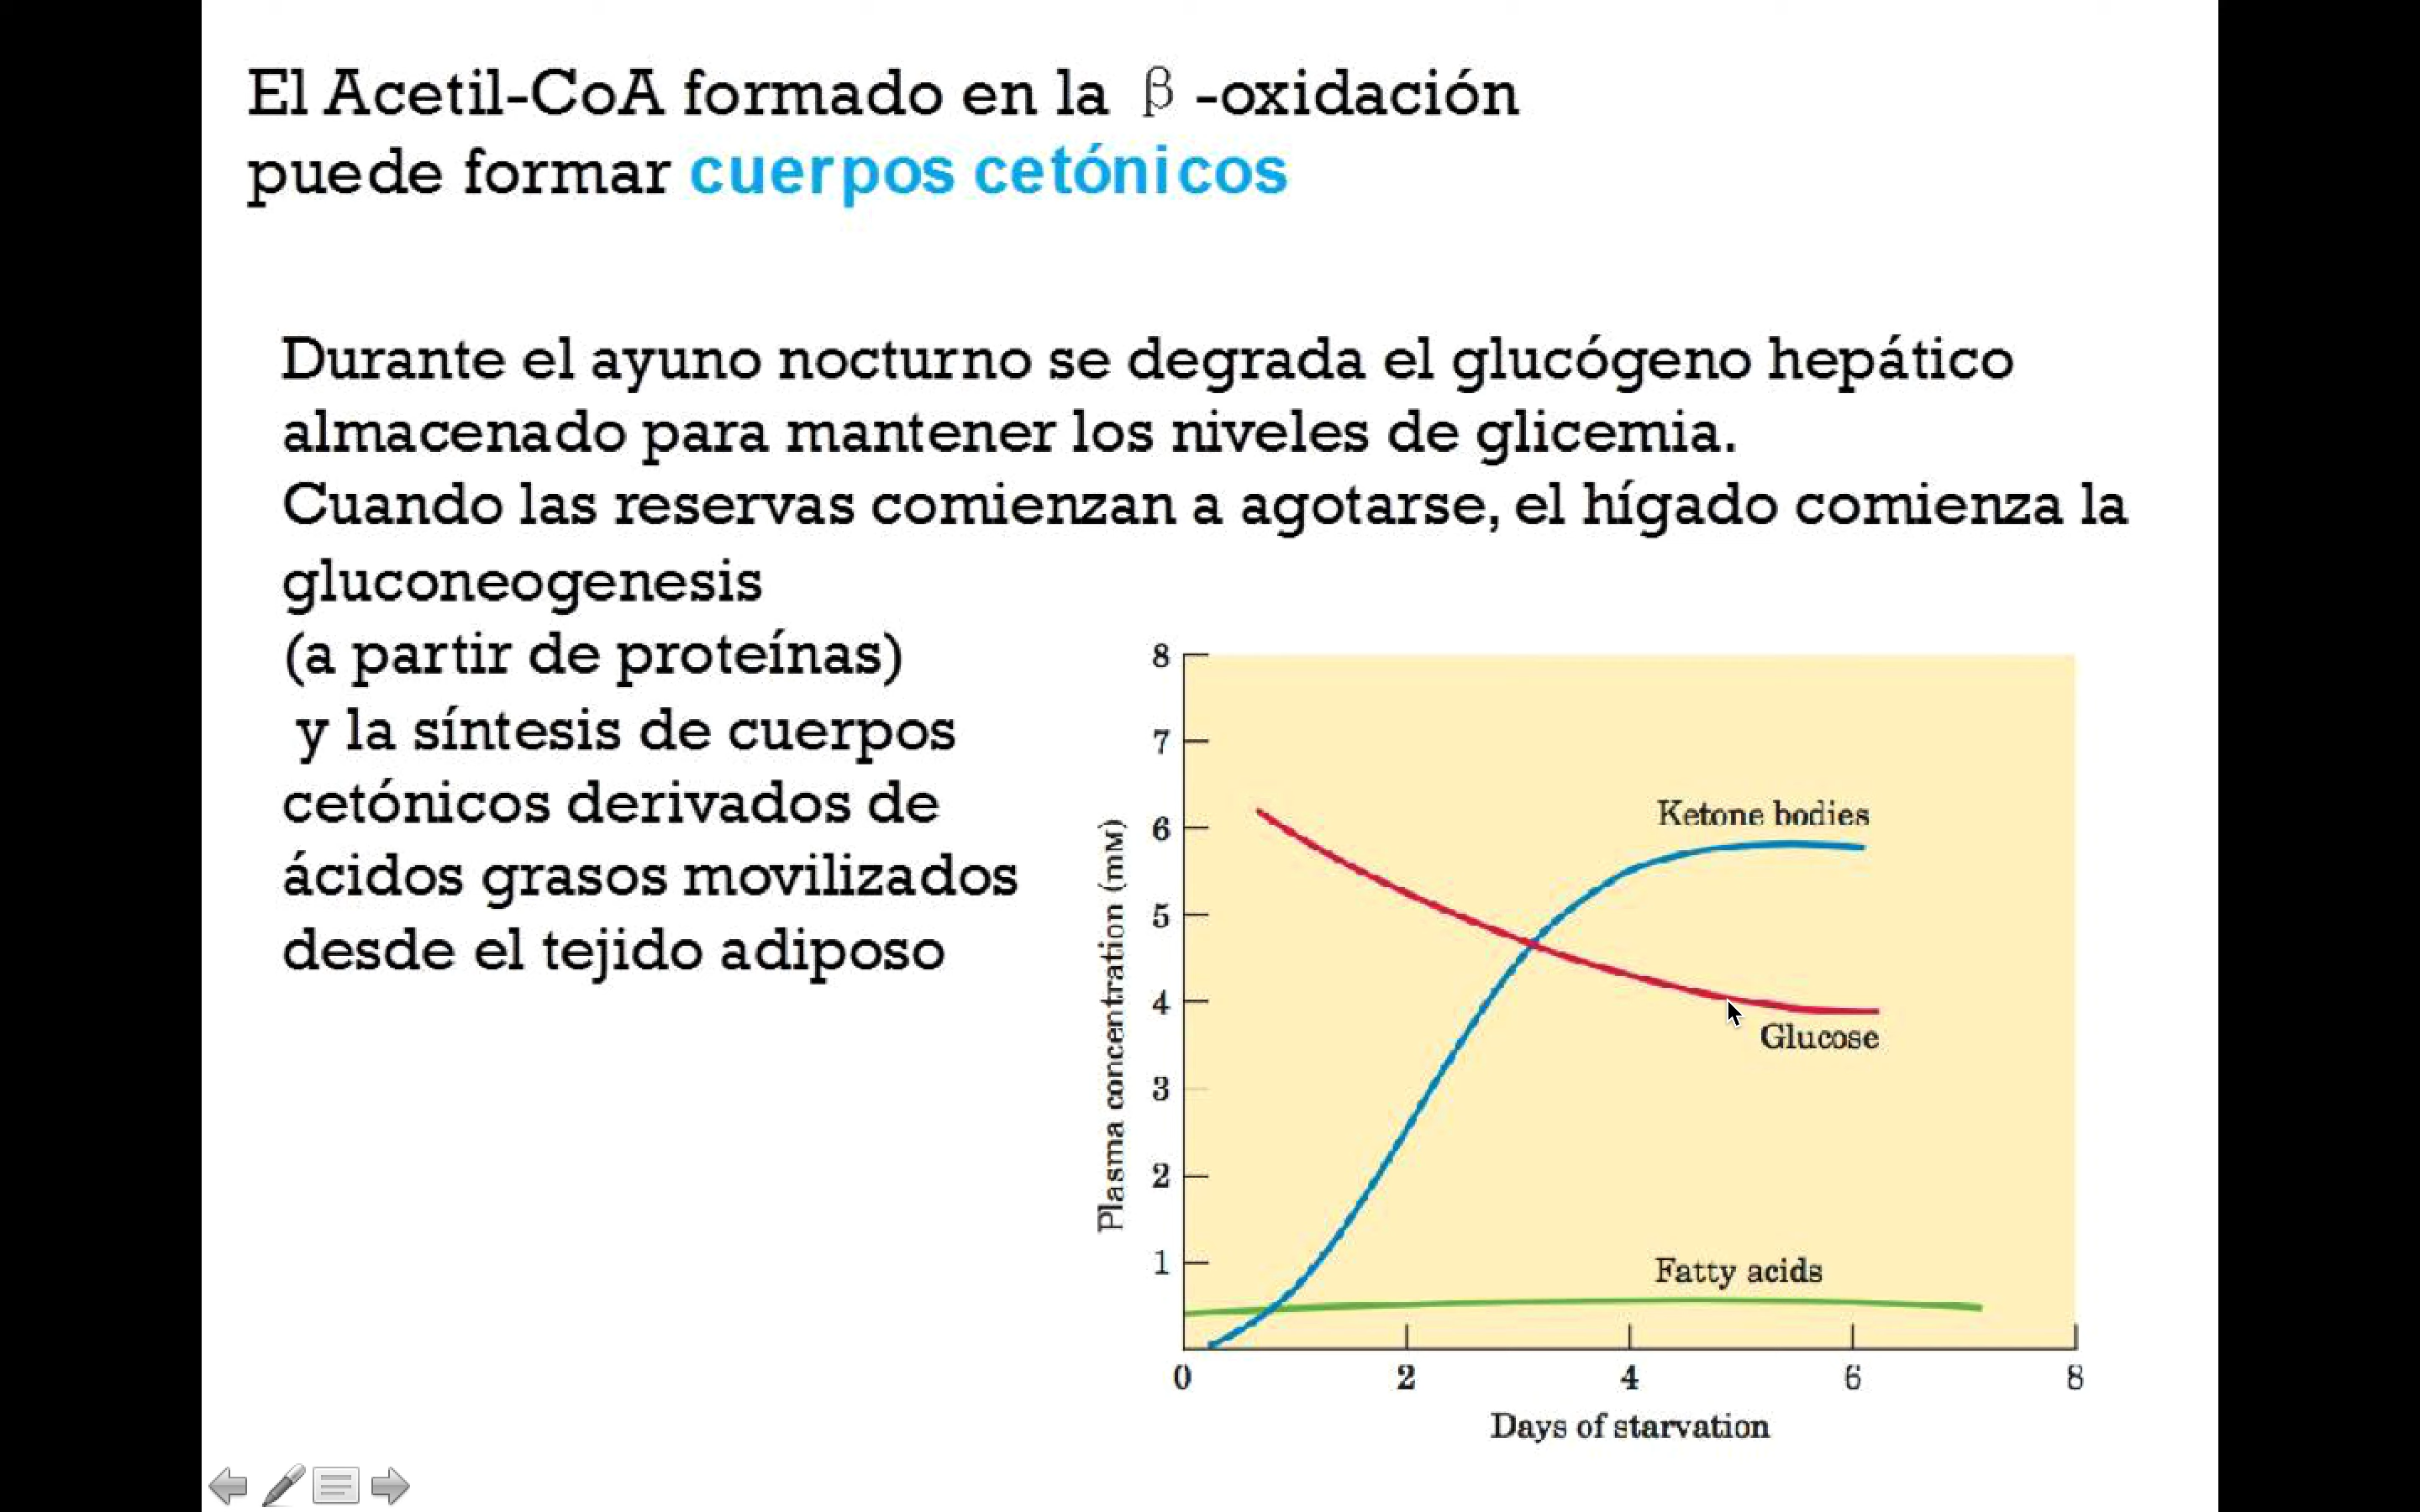 El Acetil-CoA formado en la β-oxidación
puede formar cuerpos cetónicos
Durante el ayuno nocturno se degrada el glucógeno hepático
almacenado para mantener los niveles de glicemia.
Cuando las reservas comienzan a agotarse, el hígado comienza la
gluconeogenesis
(a partir de proteínas)
y la síntesis de cuerpos
cetónicos derivados de
ácidos grasos movilizados
desde el tejido adiposo
Plasma concentration (mM)
8
7
6
5
4
3
2
1
Ketone bodies
Glucose
Fatty acids
0 2 4 6 8
Days of starvation